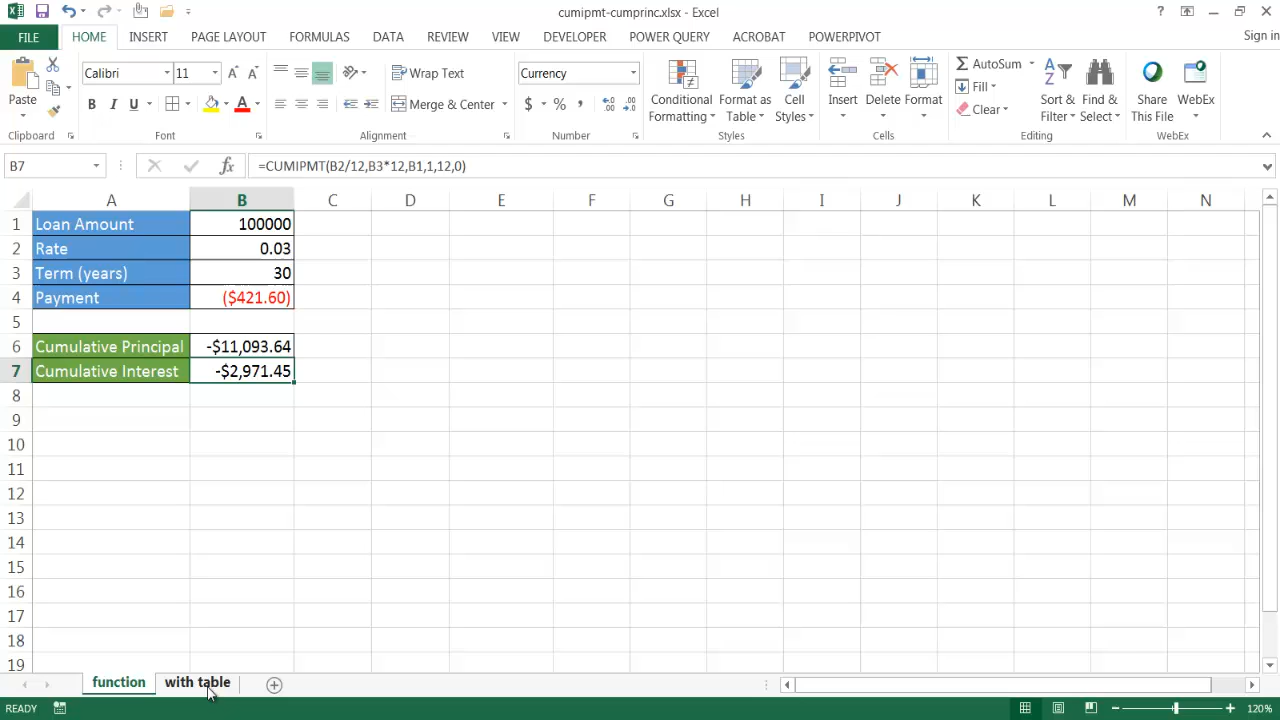 cumipmt-cumprinc.xlsx - Excel
?
FILE HOME INSERT PAGE LAYOUT FORMULAS DATA REVIEW VIEW DEVELOPER POWER QUERY ACROBAT POWERPIVOT Sign in
Paste
Clipboard
Calibri 11
B I U A
Font
Wrap Text
Merge & Center
Alignment
Currency
$ % ,
Number
Conditional Formatting
Format as Table
Cell Styles
Styles
Insert Delete Format
Cells
AutoSum
Fill
Clear
Sort & Filter
Find & Select
Editing
Share This File
WebEx
WebEx
B7 fx =CUMIPMT(B2/12,B3*12,B1,1,12,0)
A B C D E F G H I J K L M N
1 Loan Amount 100000
2 Rate 0.03
3 Term (years) 30
4 Payment ($421.60)
5
6 Cumulative Principal -$11,093.64
7 Cumulative Interest -$2,971.45
8
9
10
11
12
13
14
15
16
17
18
19
function with table
READY 120%